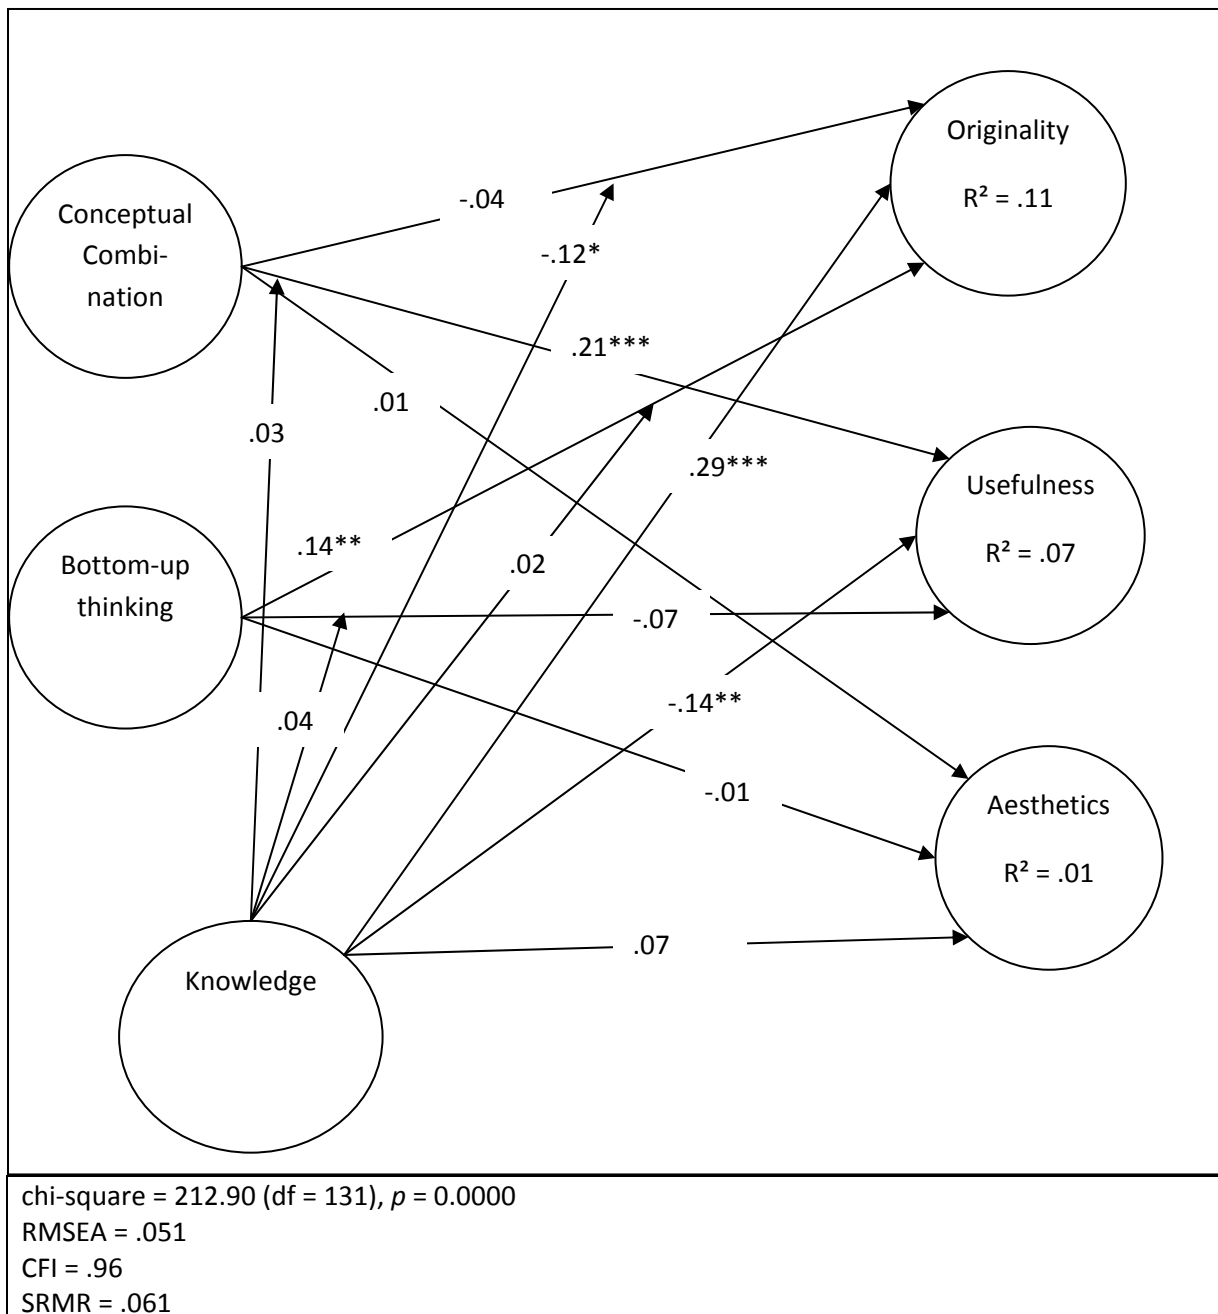 Originality
R² = .11
-.04
Conceptual
Combi-
nation
-.12*
.21***
.01
.03
.29***
Usefulness
R² = .07
.14**
.02
Bottom-up
thinking
-.07
-.14**
.04
-.01
Aesthetics
R² = .01
.07
Knowledge
chi-square = 212.90 (df = 131), p = 0.0000
RMSEA = .051
CFI = .96
SRMR = .061